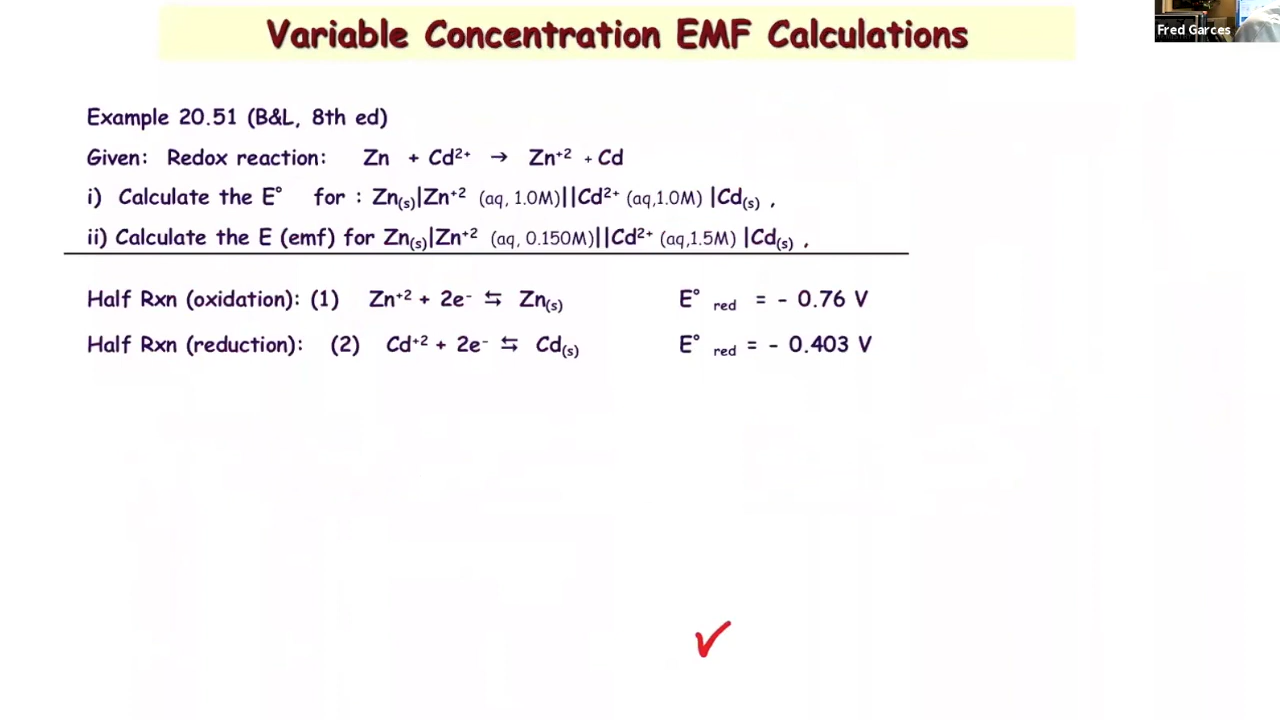 Variable Concentration EMF Calculations
Fred Garces
Example 20.51 (B&L, 8th ed)
Given: Redox reaction: Zn + Cd²⁺ → Zn⁺² + Cd
i) Calculate the E° for : Zn₍ₛ₎|Zn⁺² (aq, 1.0M)||Cd²⁺ (aq,1.0M) |Cd₍ₛ₎ ,
ii) Calculate the E (emf) for Zn₍ₛ₎|Zn⁺² (aq, 0.150M)||Cd²⁺ (aq,1.5M) |Cd₍ₛ₎ ,
Half Rxn (oxidation): (1) Zn⁺² + 2e⁻ ⇆ Zn₍ₛ₎ E° red = - 0.76 V
Half Rxn (reduction): (2) Cd⁺² + 2e⁻ ⇆ Cd₍ₛ₎ E° red = - 0.403 V